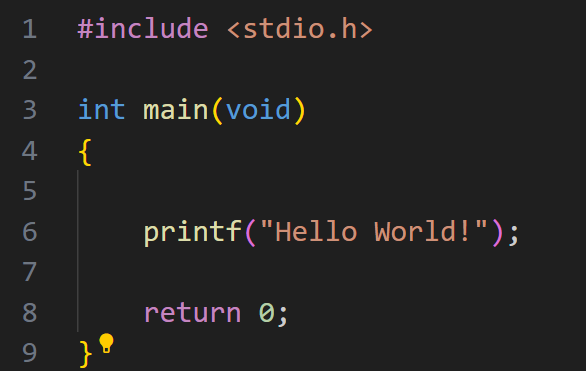 1 #include <stdio.h>
2
3 int main(void)
4 {
5
6     printf("Hello World!");
7
8     return 0;
9 }